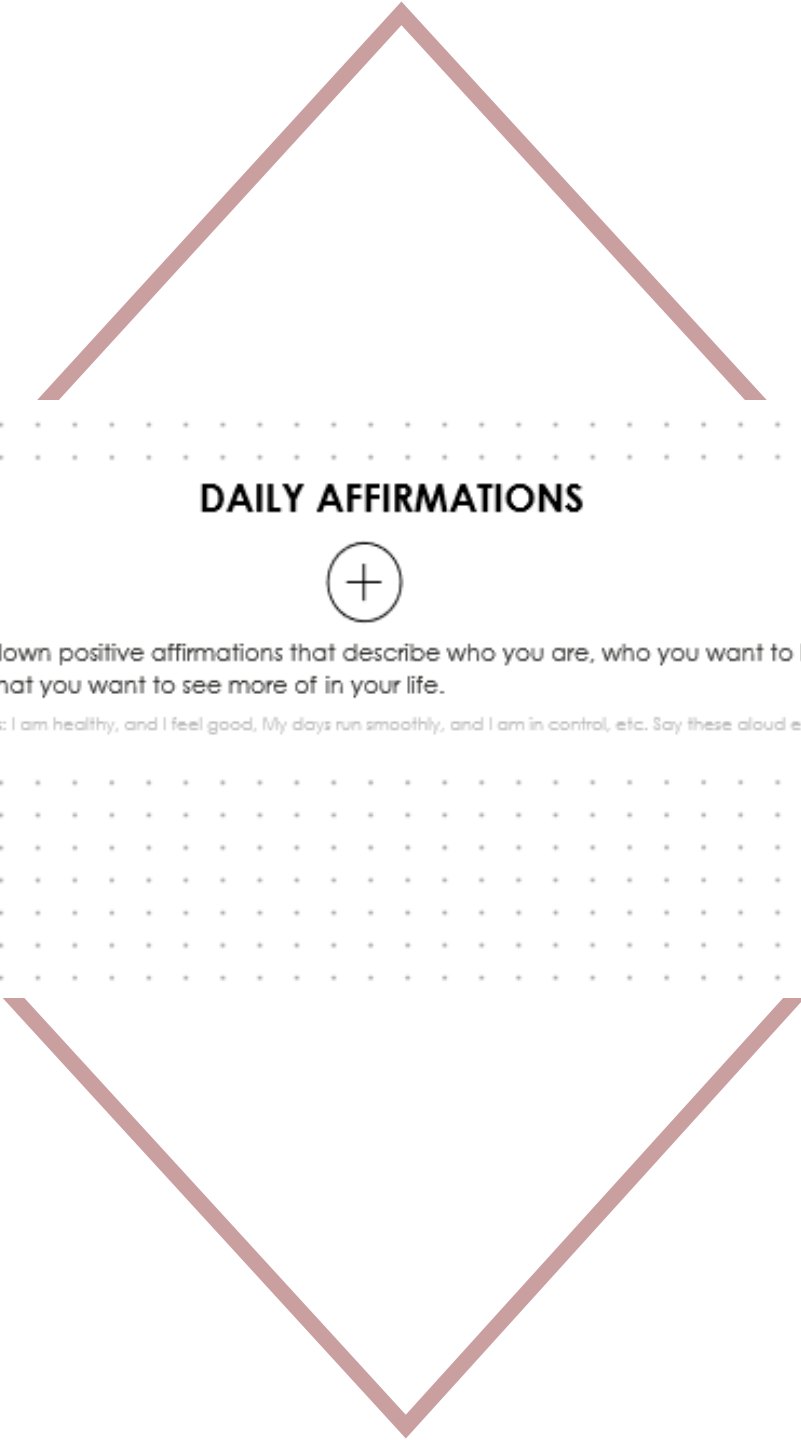 DAILY AFFIRMATIONS
down positive affirmations that describe who you are, who you want to
hat you want to see more of in your life.
s: I am healthy, and I feel good, My days run smoothly, and I am in control, etc. Say these aloud e